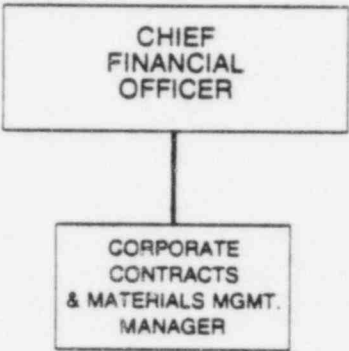 CHIEF
FINANCIAL
OFFICER
CORPORATE
CONTRACTS
& MATERIALS MGMT.
MANAGER